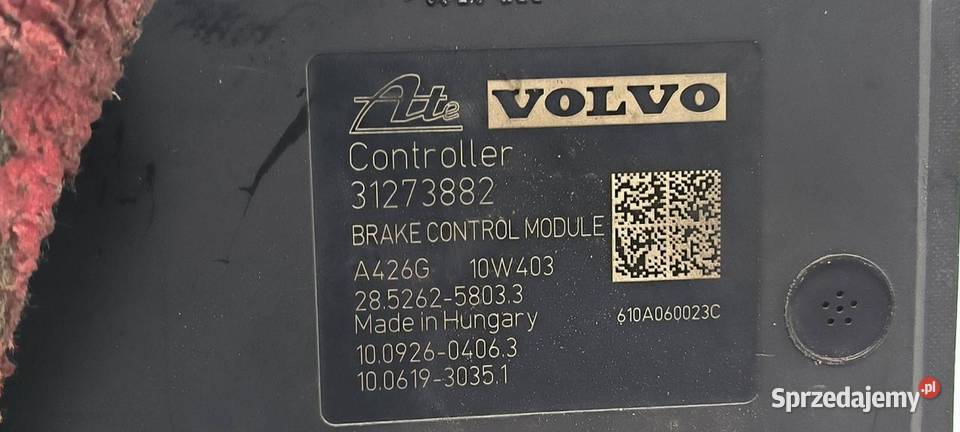 Ate VOLVO
Controller
31273882
BRAKE CONTROL MODULE
A426G 10W403
28.5262-5803.3
Made in Hungary
610A060023C
10.0926-0406.3
10.0619-3035.1
Sprzedajemy.pl